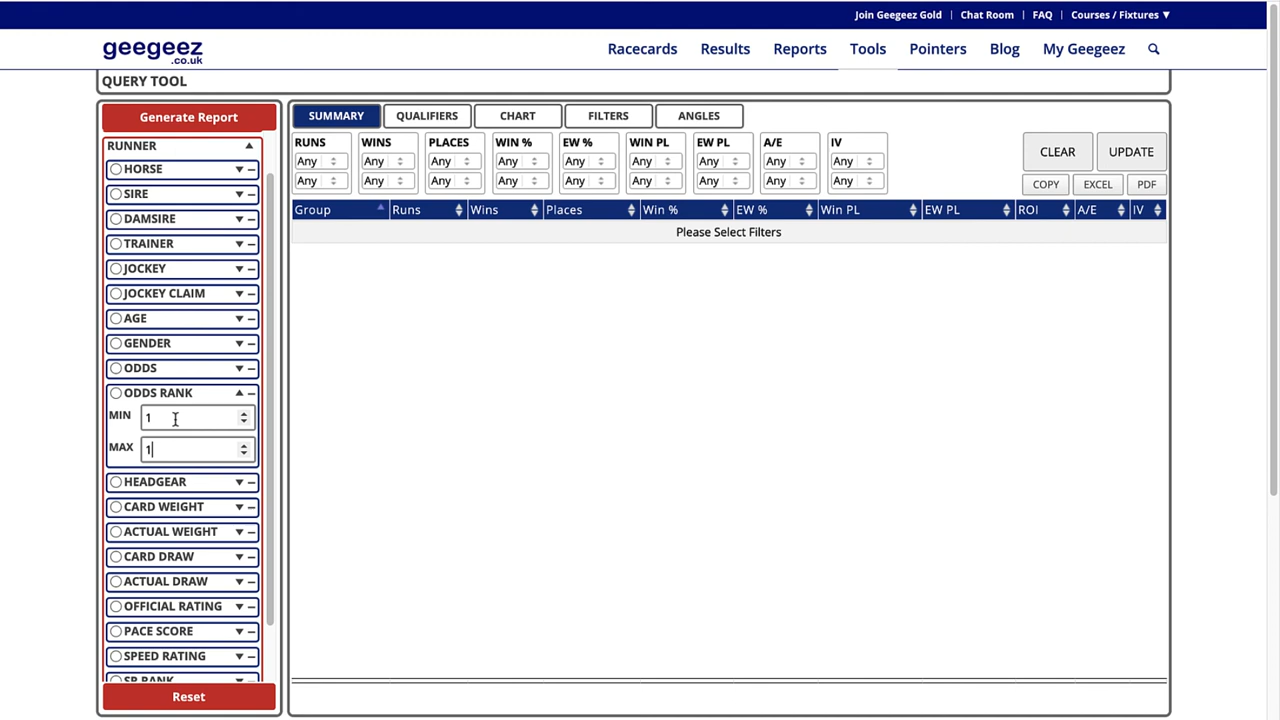 Join Geegeez Gold | Chat Room | FAQ | Courses / Fixtures ▼
geegeez
.co.uk
Racecards Results Reports Tools Pointers Blog My Geegeez
QUERY TOOL
Generate Report
RUNNER
HORSE
SIRE
DAMSIRE
TRAINER
JOCKEY
JOCKEY CLAIM
AGE
GENDER
ODDS
ODDS RANK
MIN 1
MAX 1
HEADGEAR
CARD WEIGHT
ACTUAL WEIGHT
CARD DRAW
ACTUAL DRAW
OFFICIAL RATING
PACE SCORE
SPEED RATING
SP RANK
Reset
SUMMARY QUALIFIERS CHART FILTERS ANGLES
RUNS WINS PLACES WIN % EW % WIN PL EW PL A/E IV
Any Any Any Any Any Any Any Any Any
Any Any Any Any Any Any Any Any Any
CLEAR UPDATE
COPY EXCEL PDF
Group Runs Wins Places Win % EW % Win PL EW PL ROI A/E IV
Please Select Filters